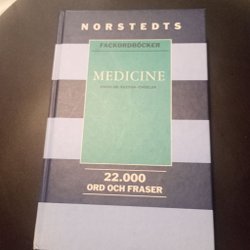 NORSTEDTS
FACKORDBÖCKER
MEDICINE
22.000
ORD OCH FRASER